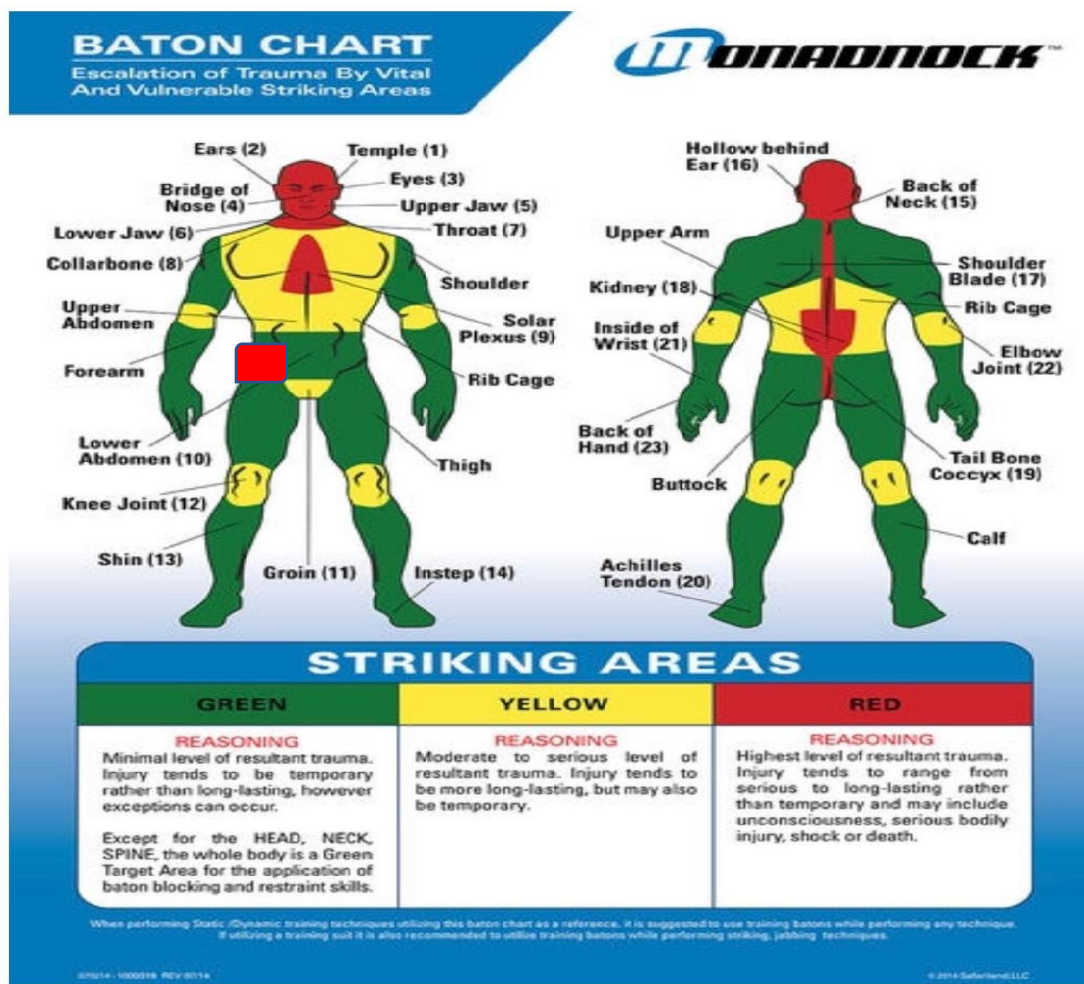 BATON CHART
Escalation of Trauma By Vital
And Vulnerable Striking Areas
MONADNOCK™
Ears (2)
Temple (1)
Bridge of
Nose (4)
Eyes (3)
Upper Jaw (5)
Lower Jaw (6)
Throat (7)
Collarbone (8)
Shoulder
Upper
Abdomen
Solar
Plexus (9)
Forearm
Rib Cage
Lower
Abdomen (10)
Thigh
Knee Joint (12)
Shin (13)
Groin (11)
Instep (14)
Hollow behind
Ear (16)
Back of
Neck (15)
Upper Arm
Shoulder
Blade (17)
Kidney (18)
Rib Cage
Inside of
Wrist (21)
Elbow
Joint (22)
Back of
Hand (23)
Tail Bone
Coccyx (19)
Buttock
Calf
Achilles
Tendon (20)
STRIKING AREAS
GREEN
REASONING
Minimal level of resultant trauma.
Injury tends to be temporary
rather than long-lasting, however
exceptions can occur.
Except for the HEAD, NECK,
SPINE, the whole body is a Green
Target Area for the application of
baton blocking and restraint skills.
YELLOW
REASONING
Moderate to serious level of
resultant trauma. Injury tends to
be more long-lasting, but may also
be temporary.
RED
REASONING
Highest level of resultant trauma.
Injury tends to range from
serious to long-lasting rather
than temporary and may include
unconsciousness, serious bodily
injury, shock or death.
When performing Static /Dynamic training techniques utilizing this baton chart as a reference, it is suggested to use training batons while performing any technique.
If utilizing a training suit it is also recommended to utilize training batons while performing striking, jabbing techniques.
© 2014 Safariland, LLC